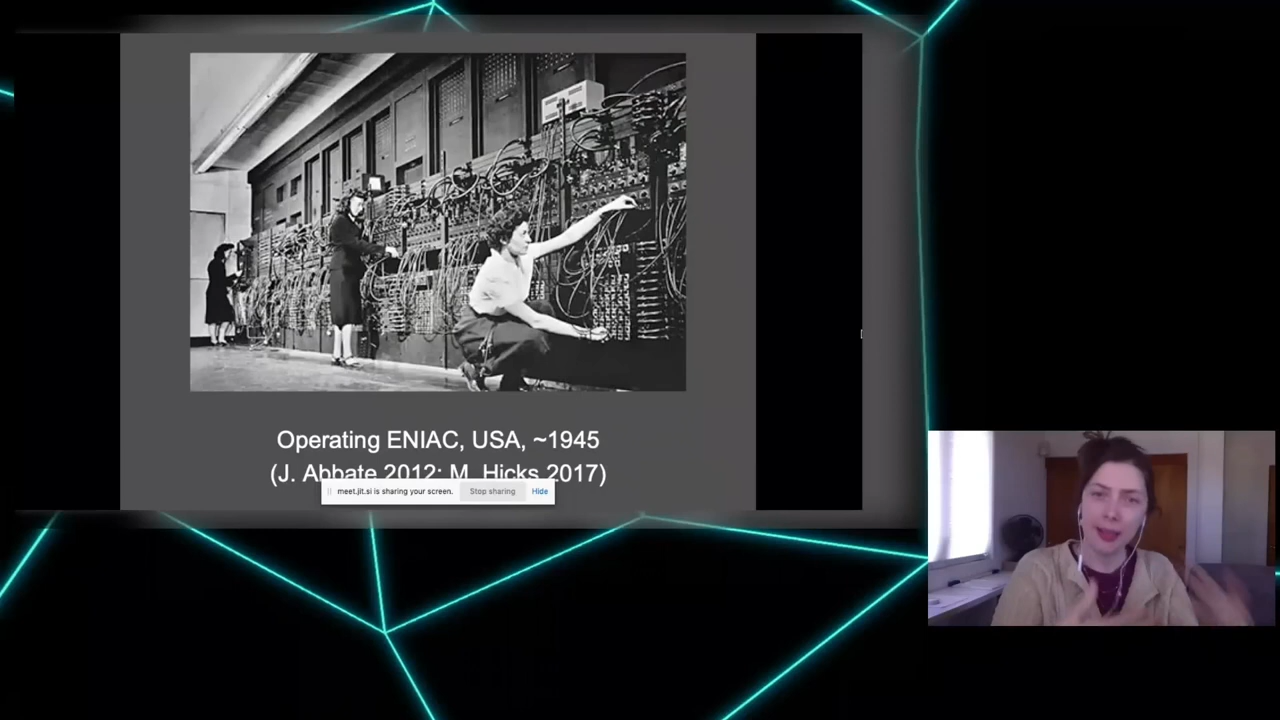 Operating ENIAC, USA, ~1945
(J. Abbate 2012; M. Hicks 2017)
meet.jit.si is sharing your screen. Stop sharing Hide